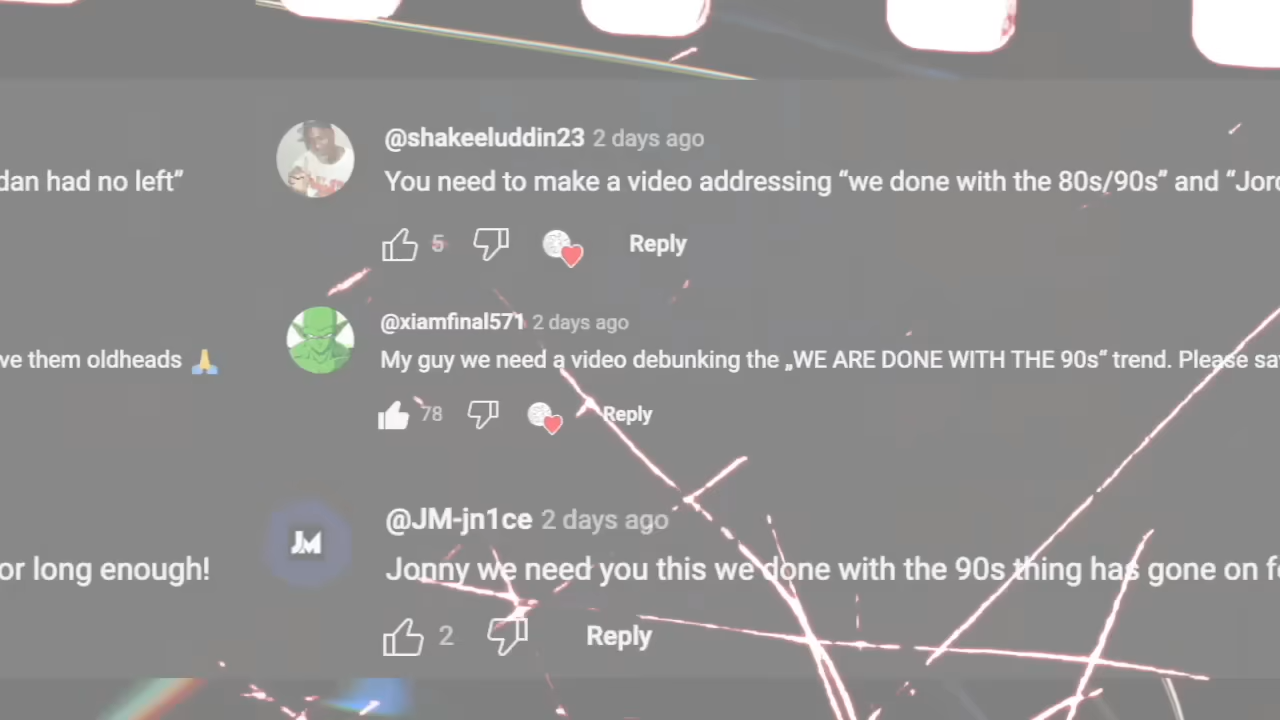 @shakeeluddin23 2 days ago
dan had no left”
You need to make a video addressing “we done with the 80s/90s” and “Jor
5
Reply
@xiamfinal571 2 days ago
ve them oldheads 🙏
My guy we need a video debunking the „WE ARE DONE WITH THE 90s“ trend. Please sa
78
Reply
JM
@JM-jn1ce 2 days ago
or long enough!
Jonny we need you this we done with the 90s thing has gone on f
2
Reply